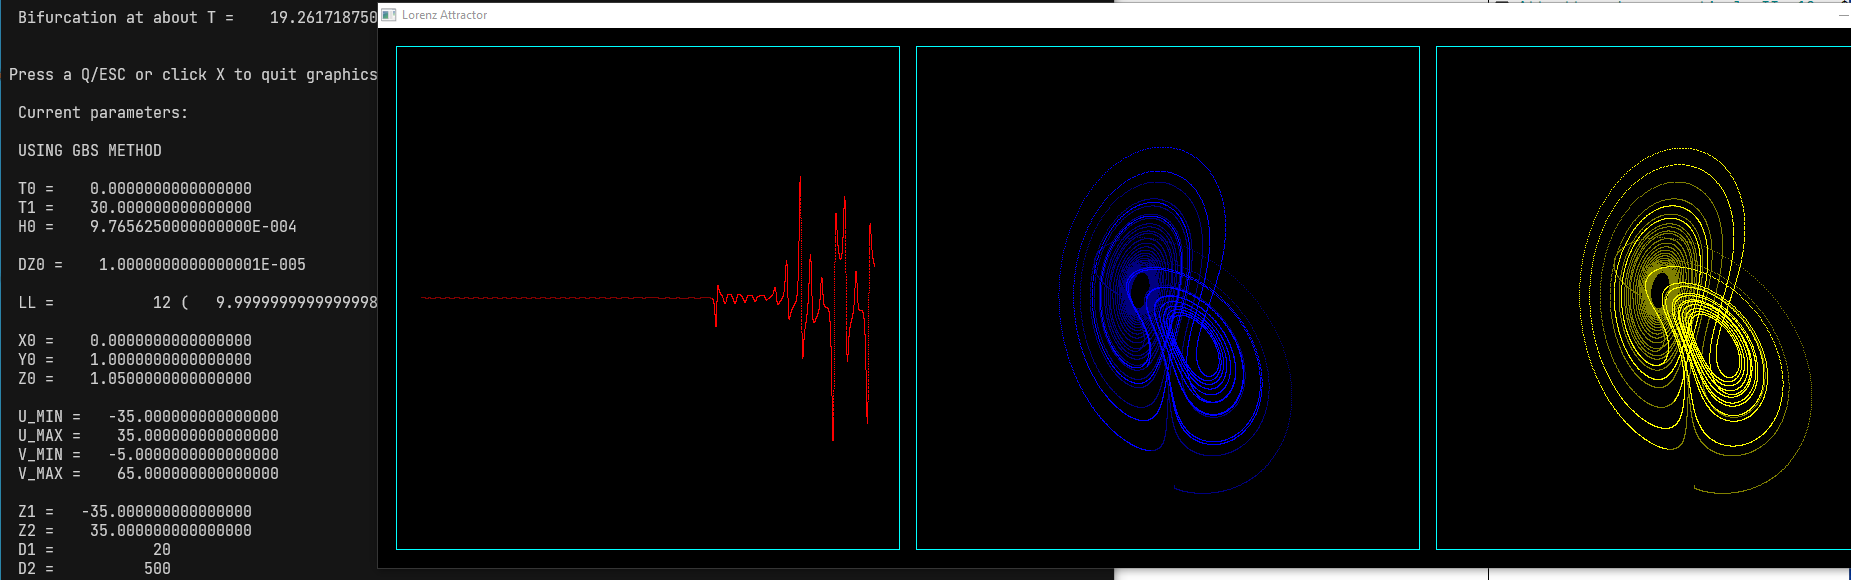 Bifurcation at about T =    19.261718750
Lorenz Attractor
Press a Q/ESC or click X to quit graphics
Current parameters:
USING GBS METHOD
T0 =    0.0000000000000000
T1 =    30.000000000000000
H0 =    9.7656250000000000E-004
DZ0 =    1.0000000000000001E-005
LL =           12 (   9.9999999999999998
X0 =    0.0000000000000000
Y0 =    1.0000000000000000
Z0 =    1.0500000000000000
U_MIN =   -35.000000000000000
U_MAX =    35.000000000000000
V_MIN =   -5.0000000000000000
V_MAX =    65.000000000000000
Z1 =   -35.000000000000000
Z2 =    35.000000000000000
D1 =           20
D2 =          500